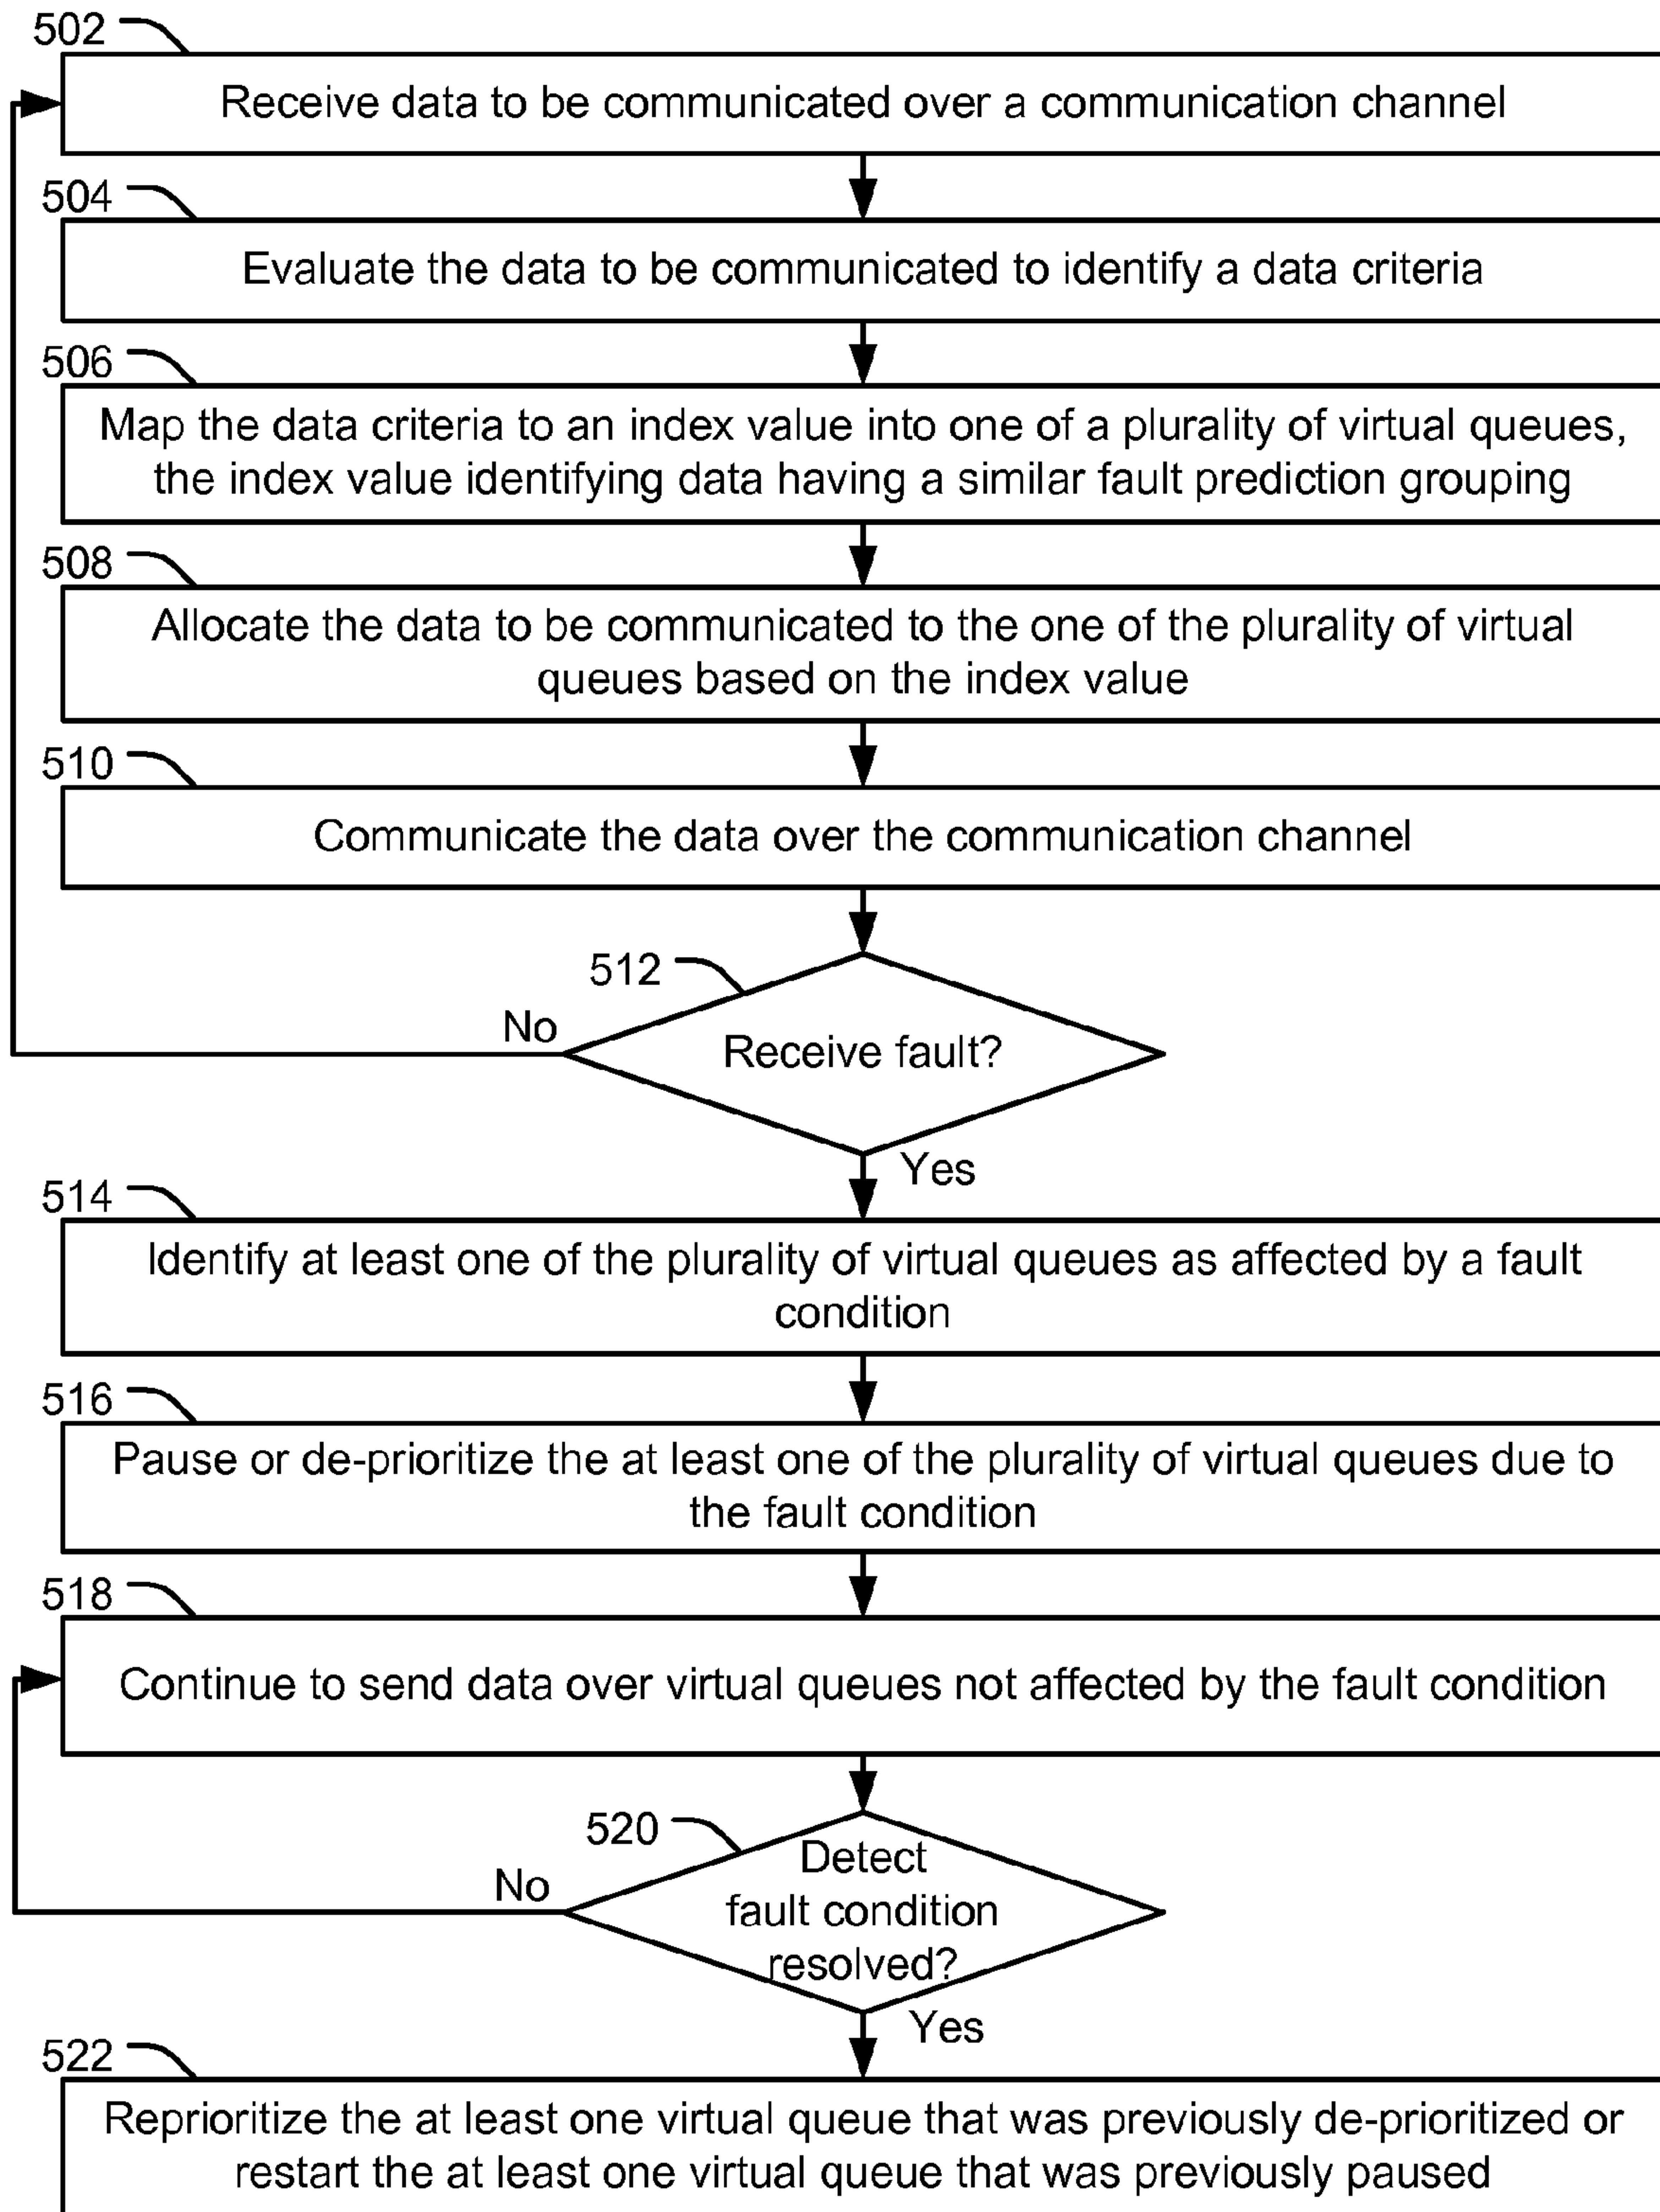 502
Receive data to be communicated over a communication channel
504
Evaluate the data to be communicated to identify a data criteria
506
Map the data criteria to an index value into one of a plurality of virtual queues,
the index value identifying data having a similar fault prediction grouping
508
Allocate the data to be communicated to the one of the plurality of virtual
queues based on the index value
510
Communicate the data over the communication channel
512
No
Receive fault?
Yes
514
Identify at least one of the plurality of virtual queues as affected by a fault
condition
516
Pause or de-prioritize the at least one of the plurality of virtual queues due to
the fault condition
518
Continue to send data over virtual queues not affected by the fault condition
520
No
Detect
fault condition
resolved?
Yes
522
Reprioritize the at least one virtual queue that was previously de-prioritized or
restart the at least one virtual queue that was previously paused